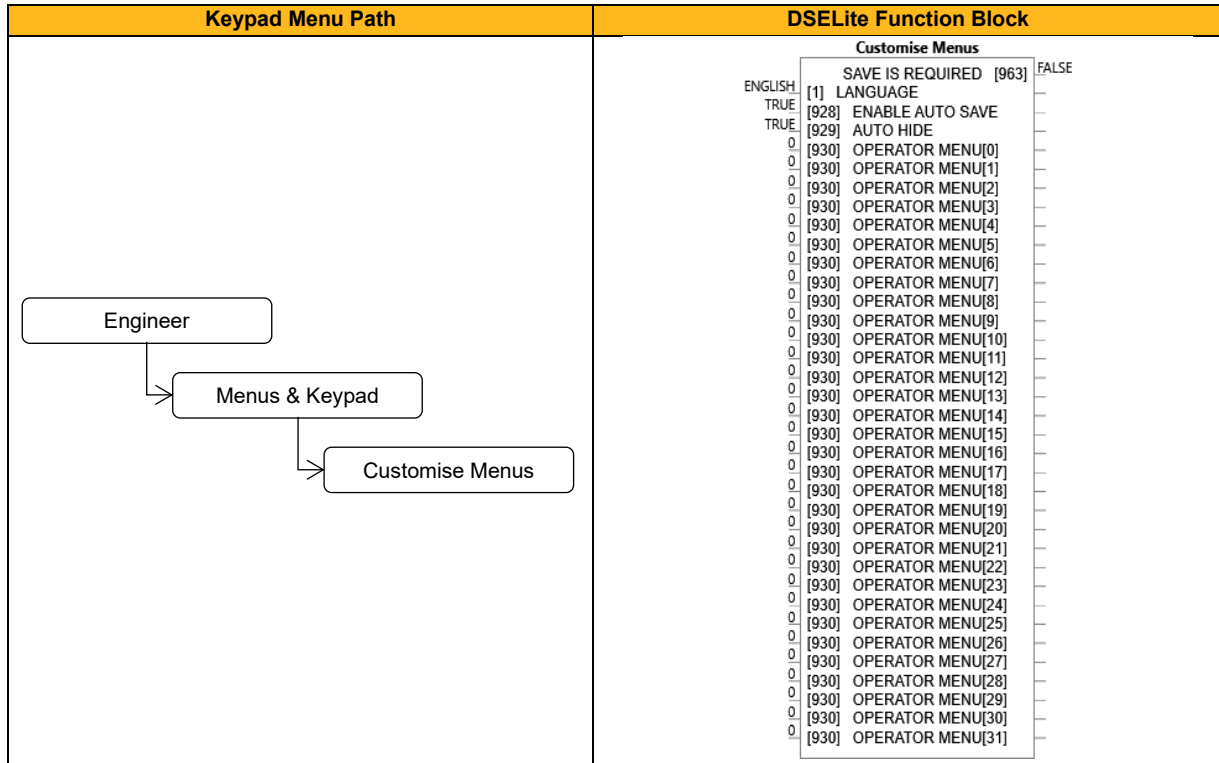 Keypad Menu Path
DSELite Function Block
Engineer
Menus & Keypad
Customise Menus
Customise Menus
SAVE IS REQUIRED [963] FALSE
ENGLISH [1] LANGUAGE
TRUE [928] ENABLE AUTO SAVE
TRUE [929] AUTO HIDE
0 [930] OPERATOR MENU[0]
0 [930] OPERATOR MENU[1]
0 [930] OPERATOR MENU[2]
0 [930] OPERATOR MENU[3]
0 [930] OPERATOR MENU[4]
0 [930] OPERATOR MENU[5]
0 [930] OPERATOR MENU[6]
0 [930] OPERATOR MENU[7]
0 [930] OPERATOR MENU[8]
0 [930] OPERATOR MENU[9]
0 [930] OPERATOR MENU[10]
0 [930] OPERATOR MENU[11]
0 [930] OPERATOR MENU[12]
0 [930] OPERATOR MENU[13]
0 [930] OPERATOR MENU[14]
0 [930] OPERATOR MENU[15]
0 [930] OPERATOR MENU[16]
0 [930] OPERATOR MENU[17]
0 [930] OPERATOR MENU[18]
0 [930] OPERATOR MENU[19]
0 [930] OPERATOR MENU[20]
0 [930] OPERATOR MENU[21]
0 [930] OPERATOR MENU[22]
0 [930] OPERATOR MENU[23]
0 [930] OPERATOR MENU[24]
0 [930] OPERATOR MENU[25]
0 [930] OPERATOR MENU[26]
0 [930] OPERATOR MENU[27]
0 [930] OPERATOR MENU[28]
0 [930] OPERATOR MENU[29]
0 [930] OPERATOR MENU[30]
0 [930] OPERATOR MENU[31]